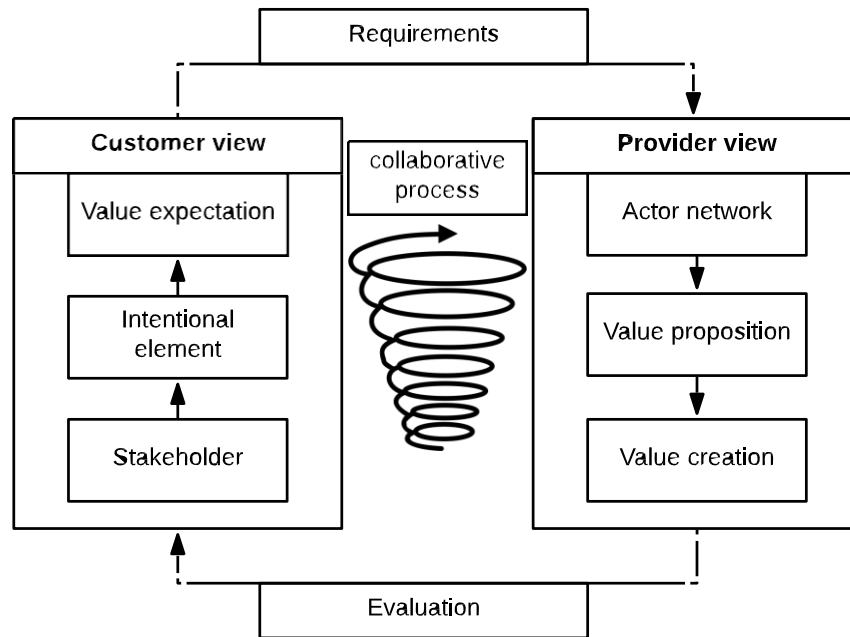 Requirements
Customer view
Value expectation
Intentional
element
Stakeholder
collaborative
process
Provider view
Actor network
Value proposition
Value creation
Evaluation